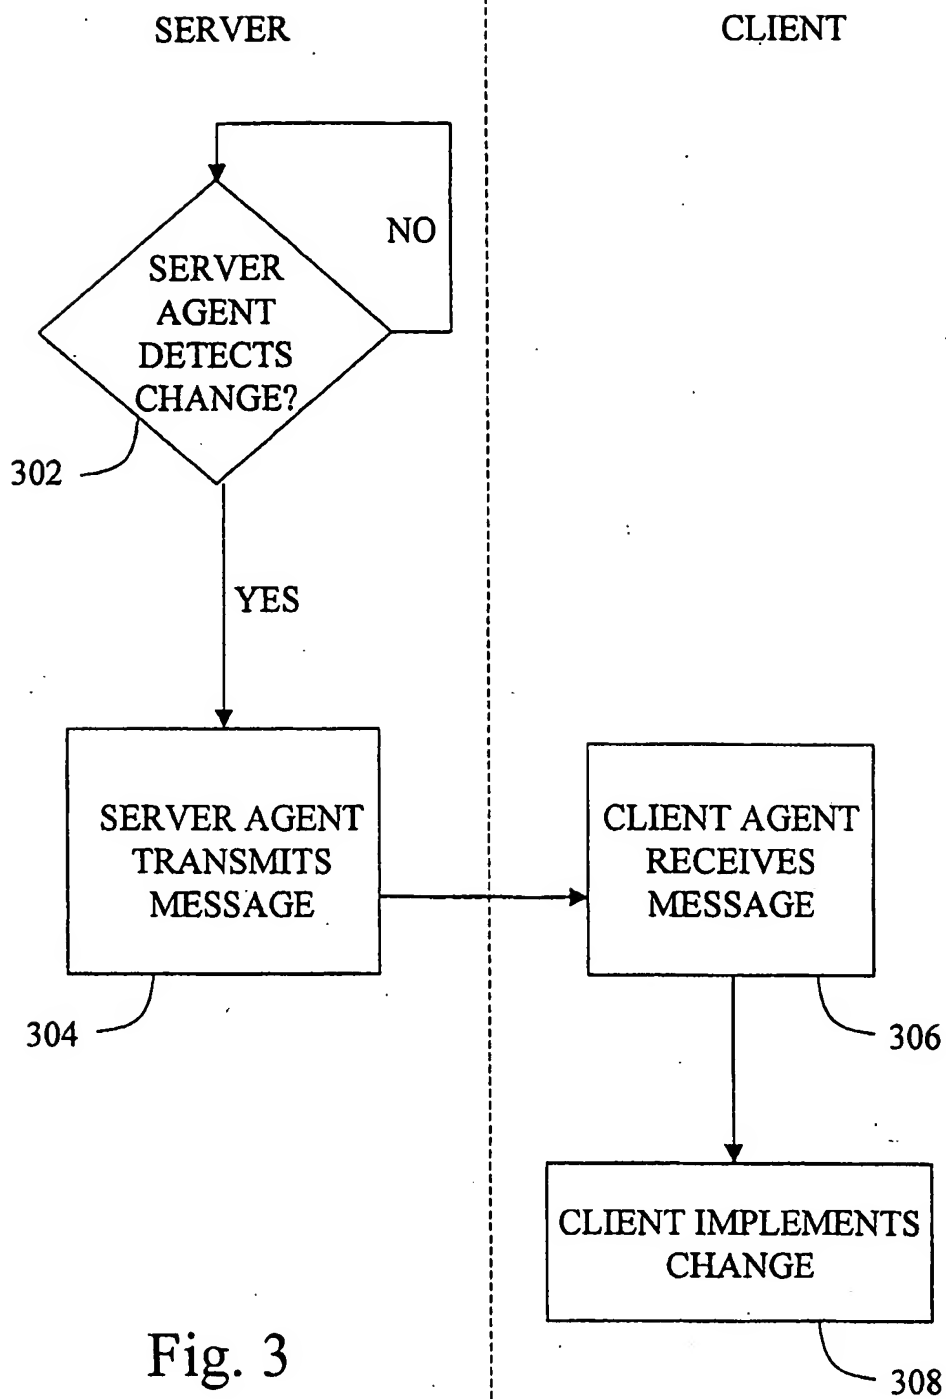 SERVER
CLIENT
NO
SERVER
AGENT
DETECTS
CHANGE?
302
YES
SERVER AGENT
TRANSMITS
MESSAGE
304
CLIENT AGENT
RECEIVES
MESSAGE
306
CLIENT IMPLEMENTS
CHANGE
308
Fig. 3